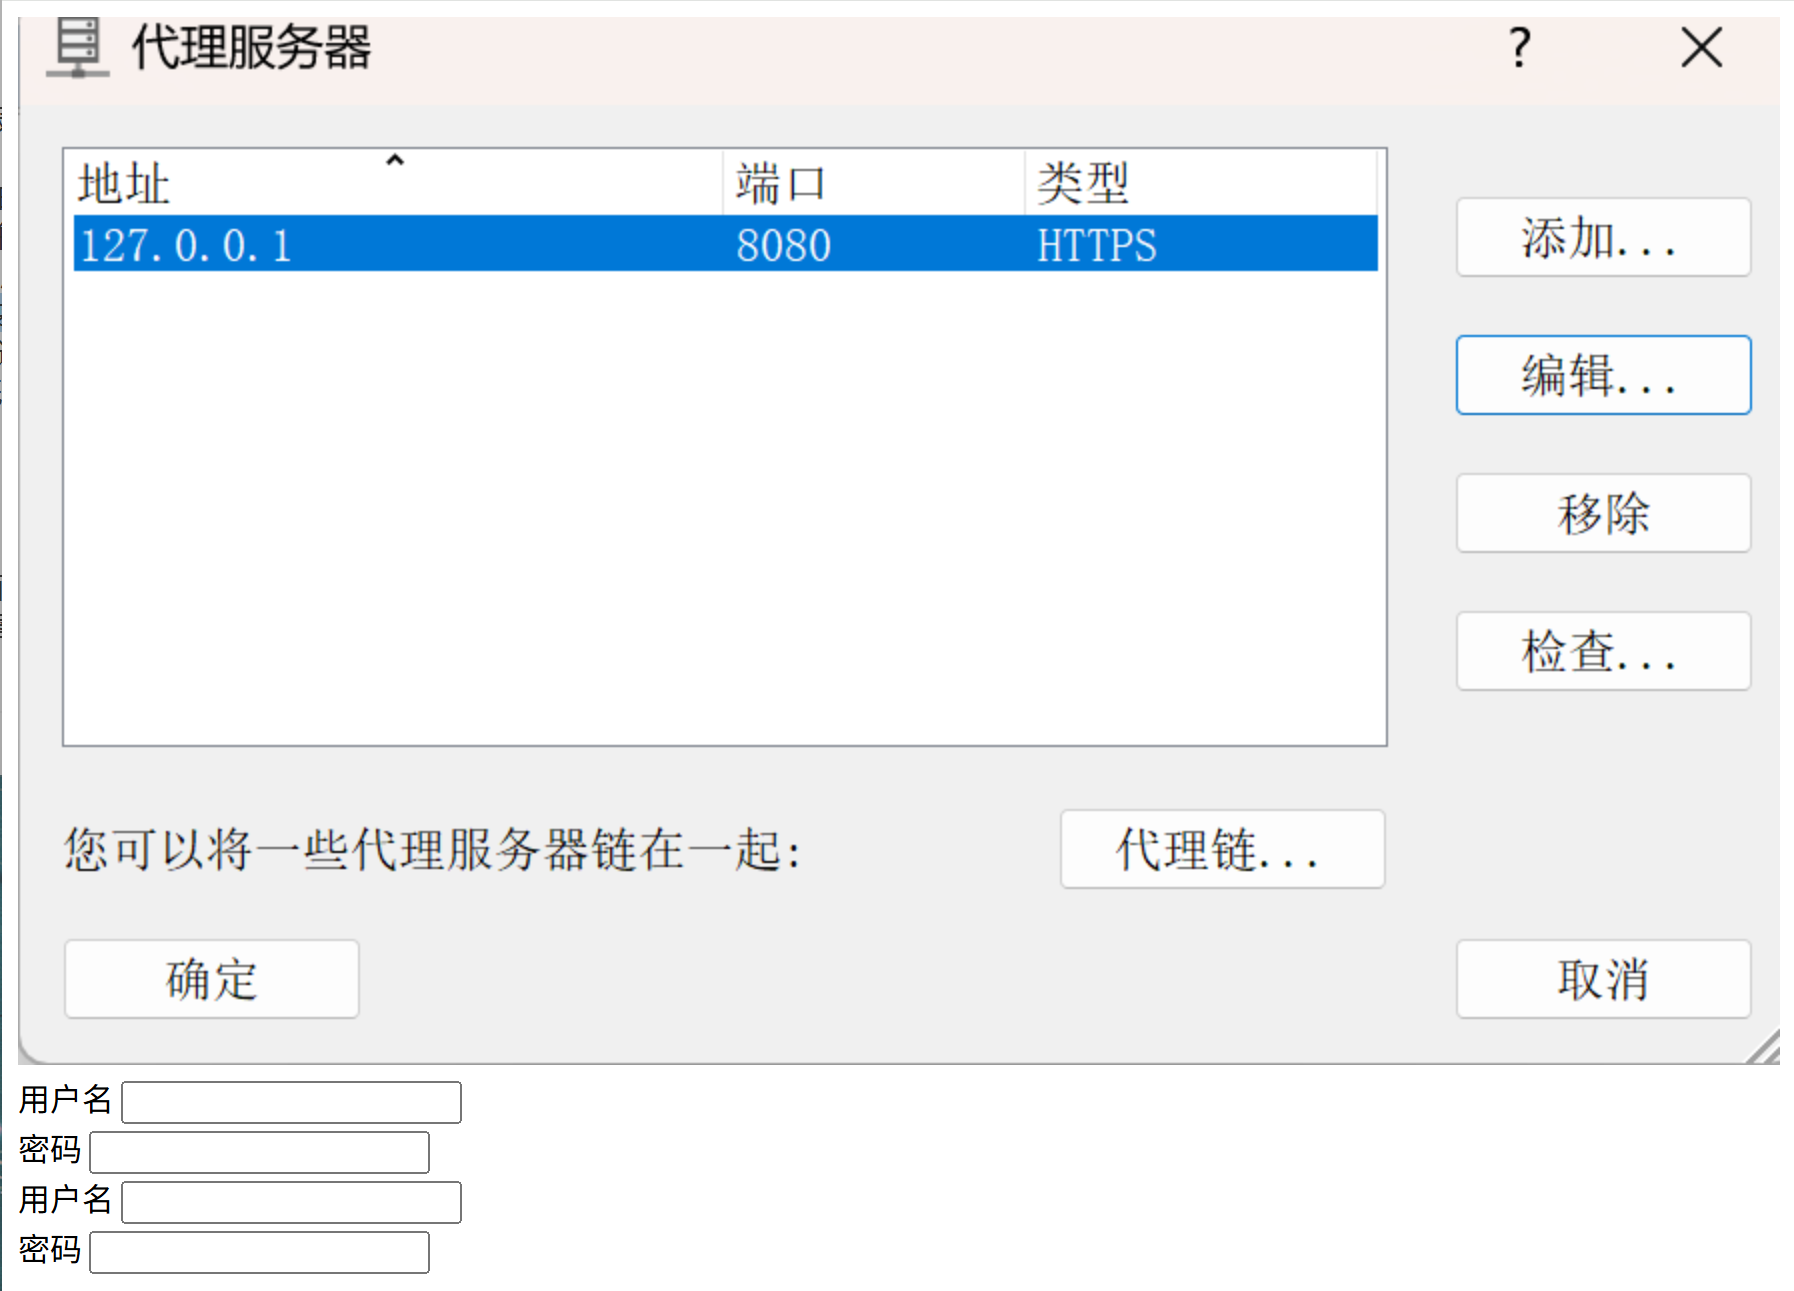 代理服务器 ?
地址 端口 类型
127.0.0.1 8080 HTTPS
添加...
编辑...
移除
检查...
您可以将一些代理服务器链在一起: 代理链...
确定 取消
用户名
密码
用户名
密码